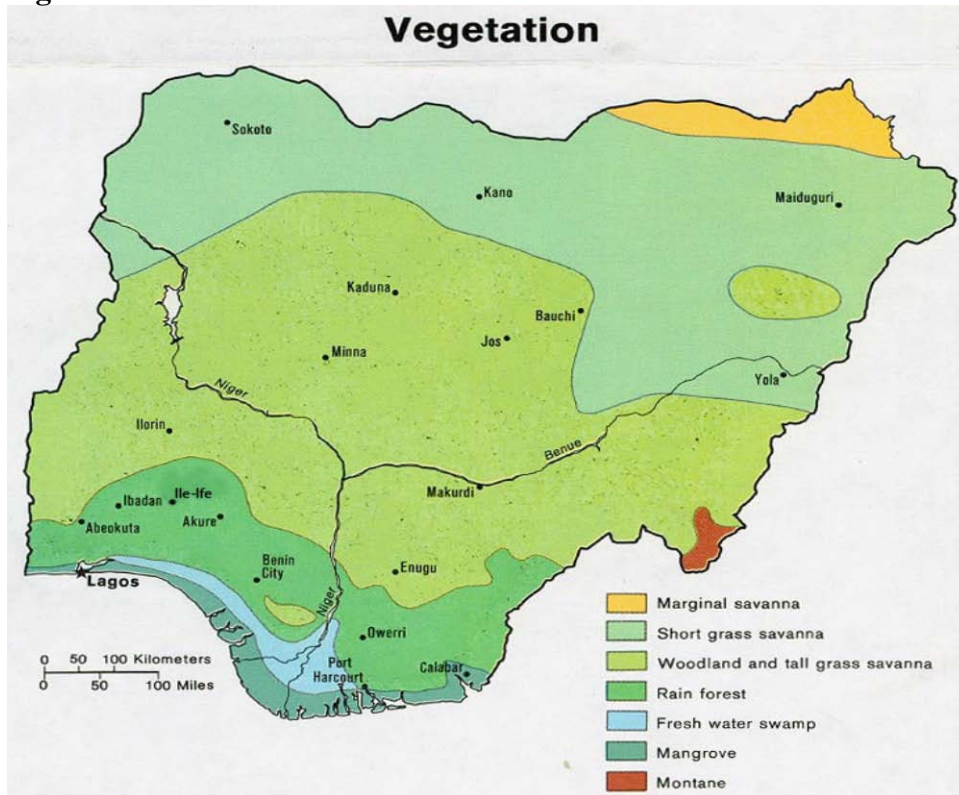 Vegetation
Sokoto
Kano
Maiduguri
Kaduna
Bauchi
Jos
Minna
Yola
Niger
Ilorin
Benue
Makurdi
Ibadan
Ile-Ife
Abeokuta
Akure
Benin
City
Enugu
Lagos
Niger
Owerri
Port
Harcourt
Calabar
0 50 100 Kilometers
0 50 100 Miles
Marginal savanna
Short grass savanna
Woodland and tall grass savanna
Rain forest
Fresh water swamp
Mangrove
Montane